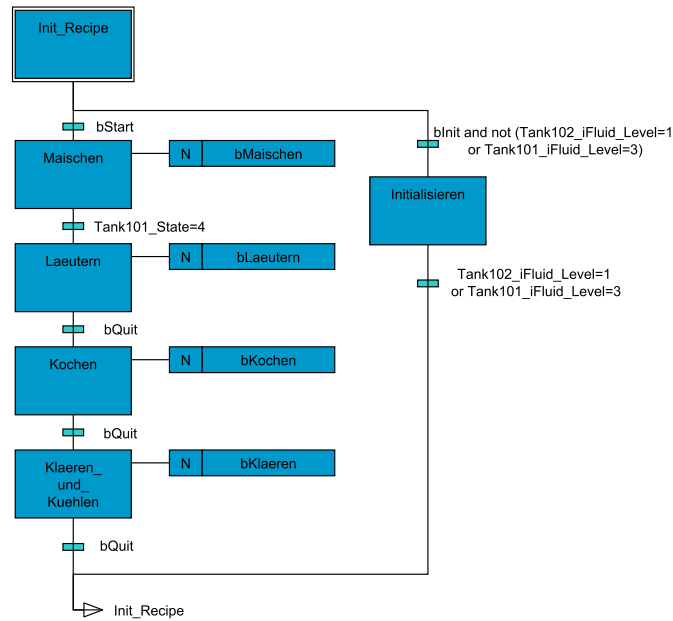 Init_Recipe
bStart
bInit and not (Tank102_iFluid_Level=1
or Tank101_iFluid_Level=3)
Maischen
N
bMaischen
Initialisieren
Tank101_State=4
Laeutern
N
bLaeutern
Tank102_iFluid_Level=1
or Tank101_iFluid_Level=3
bQuit
Kochen
N
bKochen
bQuit
Klaeren_
und_
Kuehlen
N
bKlaeren
bQuit
Init_Recipe